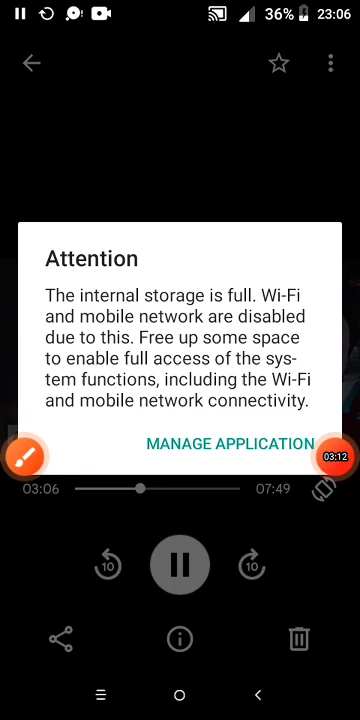 36% 23:06
Attention
The internal storage is full. Wi-Fi
and mobile network are disabled
due to this. Free up some space
to enable full access of the sys-
tem functions, including the Wi-Fi
and mobile network connectivity.
MANAGE APPLICATION
03:12
03:06 07:49
10 10